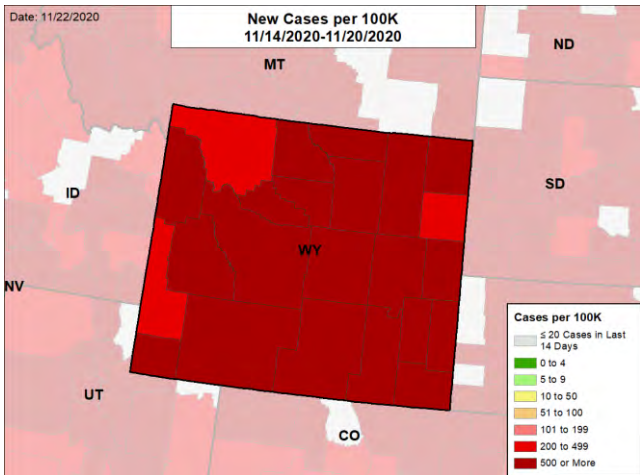 Date: 11/22/2020
New Cases per 100K
11/14/2020-11/20/2020
ND
MT
ID
SD
WY
NV
UT
CO
Cases per 100K
≤ 20 Cases in Last
14 Days
0 to 4
5 to 9
10 to 50
51 to 100
101 to 199
200 to 499
500 or More